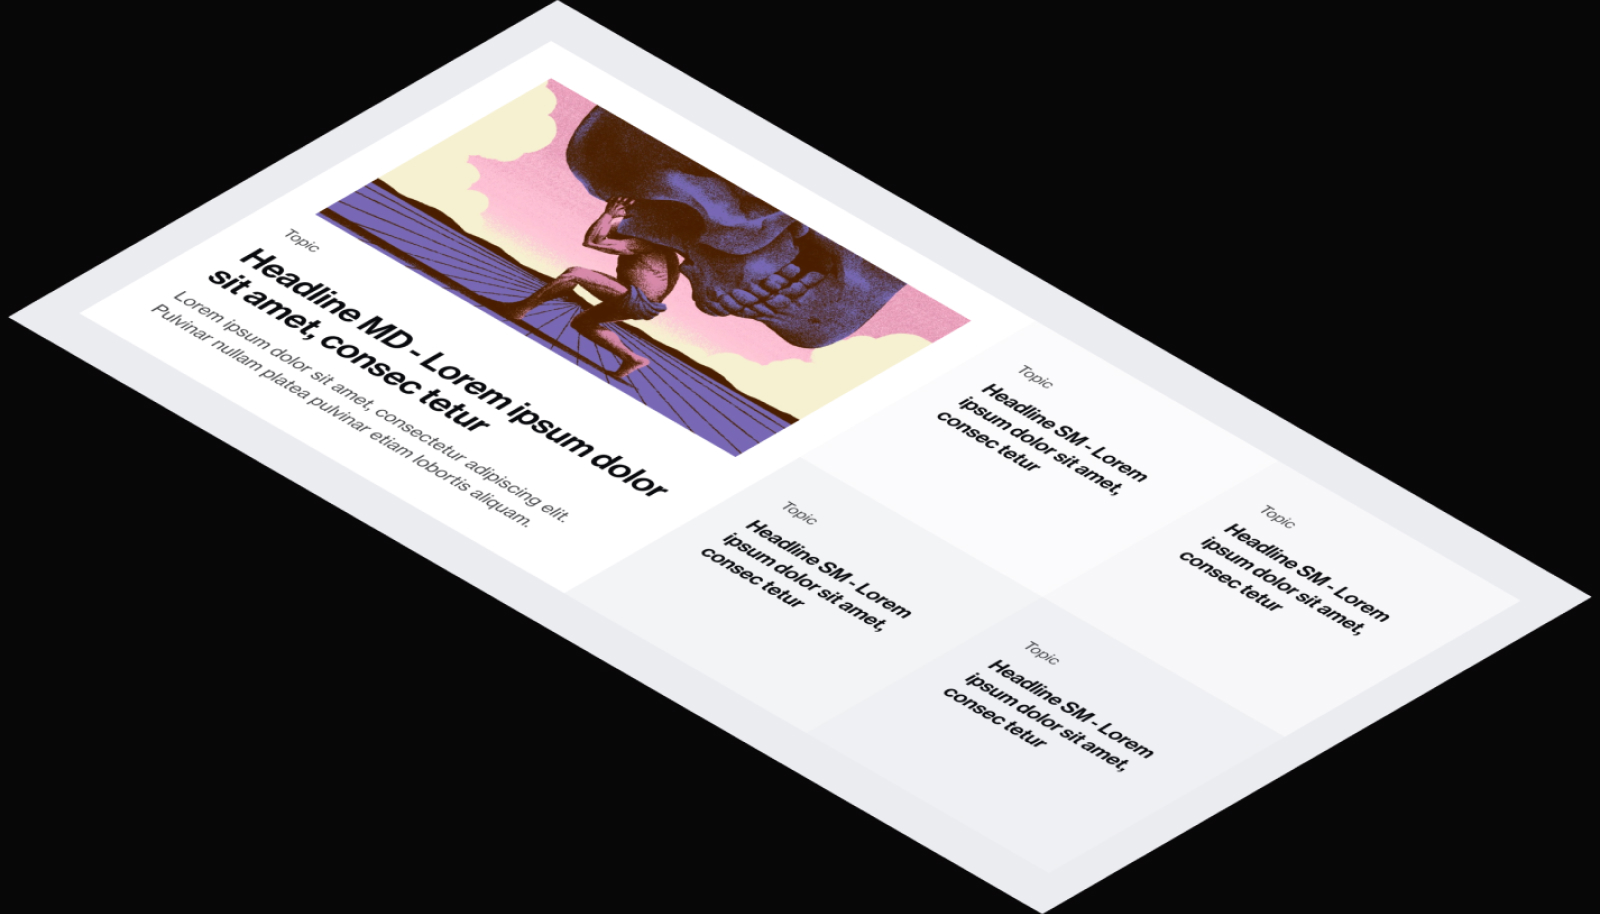 Topic
Headline MD - Lorem ipsum dolor
sit amet, consec tetur
Lorem ipsum dolor sit amet, consectetur adipiscing elit.
Pulvinar nullam platea pulvinar etiam lobortis aliquam.
Topic
Headline SM - Lorem
ipsum dolor sit amet,
consec tetur
Topic
Headline SM - Lorem
ipsum dolor sit amet,
consec tetur
Topic
Headline SM - Lorem
ipsum dolor sit amet,
consec tetur
Topic
Headline SM - Lorem
ipsum dolor sit amet,
consec tetur